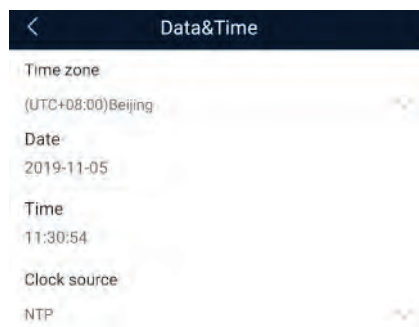 Data&Time
Time zone
(UTC+08:00)Beijing
Date
2019-11-05
Time
11:30:54
Clock source
NTP